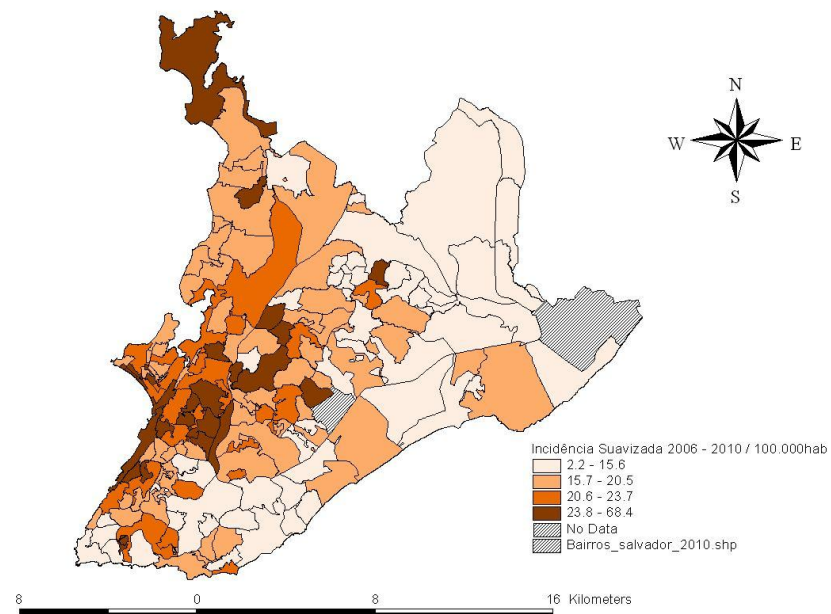 N
W E
S
Incidência Suavizada 2006 - 2010 / 100.000hab
2.2 - 15.6
15.7 - 20.5
20.6 - 23.7
23.8 - 68.4
No Data
Bairros_salvador_2010.shp
8 0 8 16 Kilometers